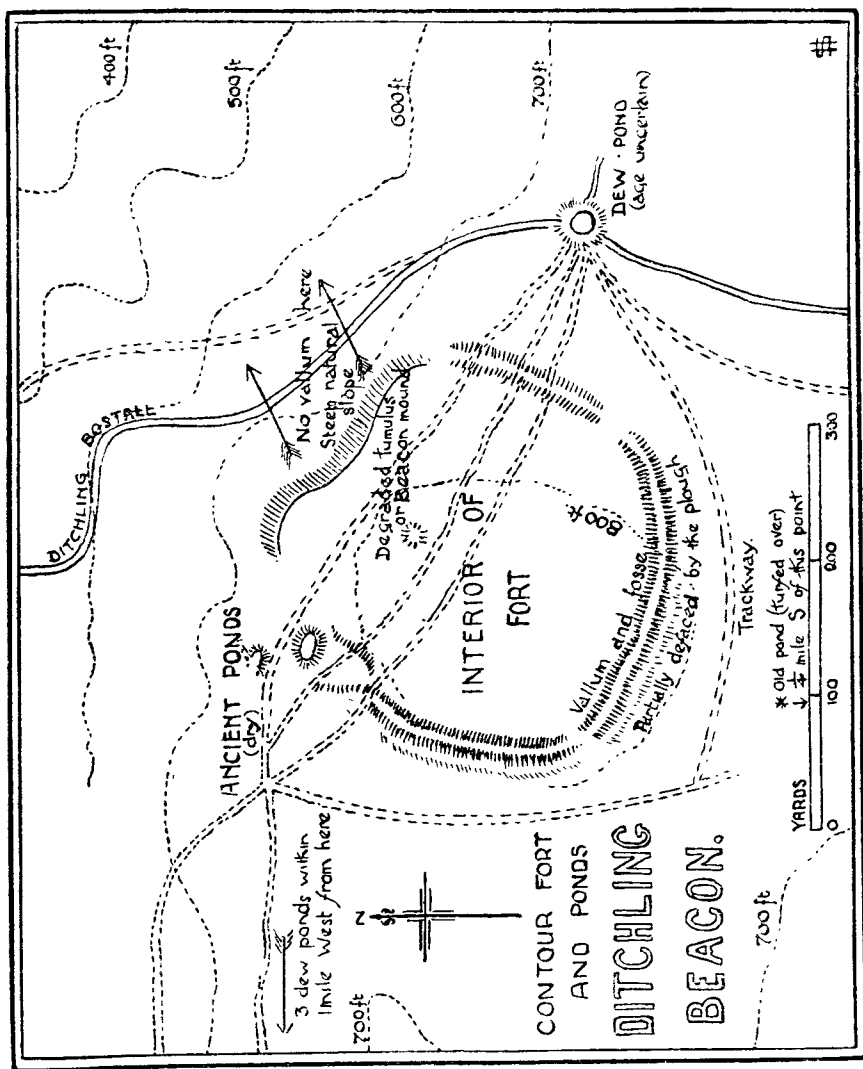 DITCHLING BOSTALL
400 ft
500 ft
600 ft
700 ft
ANCIENT PONDS
(dry)
No vallum here
Steep natural
slope
Degraded tumulus
or Beacon mound
3 dew ponds within
1 mile West from here
700 ft
N
INTERIOR OF
FORT
800 ft
DEW-POND
(age uncertain)
Vallum and fosse
Partially defaced by the plough
Trackway.
CONTOUR FORT
AND PONDS
DITCHLING
BEACON.
700 ft
* Old pond (turfed over)
↓ mile S of this point
YARDS
0 100 200 300